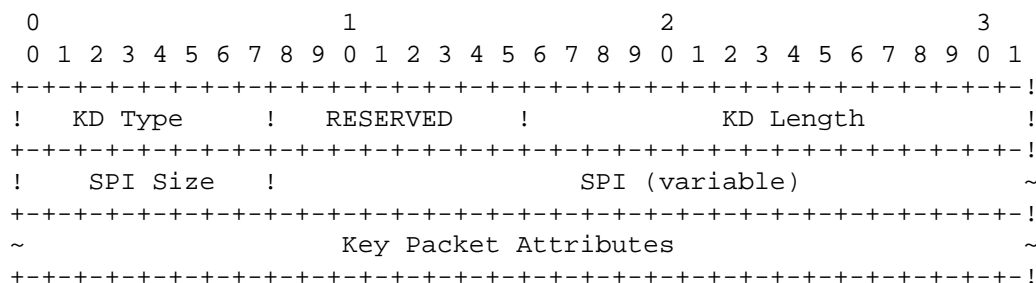 0                   1                   2                   3
 0 1 2 3 4 5 6 7 8 9 0 1 2 3 4 5 6 7 8 9 0 1 2 3 4 5 6 7 8 9 0 1
+-+-+-+-+-+-+-+-+-+-+-+-+-+-+-+-+-+-+-+-+-+-+-+-+-+-+-+-+-+-+-+-!
!   KD Type     !   RESERVED    !            KD Length          !
+-+-+-+-+-+-+-+-+-+-+-+-+-+-+-+-+-+-+-+-+-+-+-+-+-+-+-+-+-+-+-+-!
!    SPI Size   !                   SPI (variable)              ~
+-+-+-+-+-+-+-+-+-+-+-+-+-+-+-+-+-+-+-+-+-+-+-+-+-+-+-+-+-+-+-+-!
~                    Key Packet Attributes                      ~
+-+-+-+-+-+-+-+-+-+-+-+-+-+-+-+-+-+-+-+-+-+-+-+-+-+-+-+-+-+-+-+-!